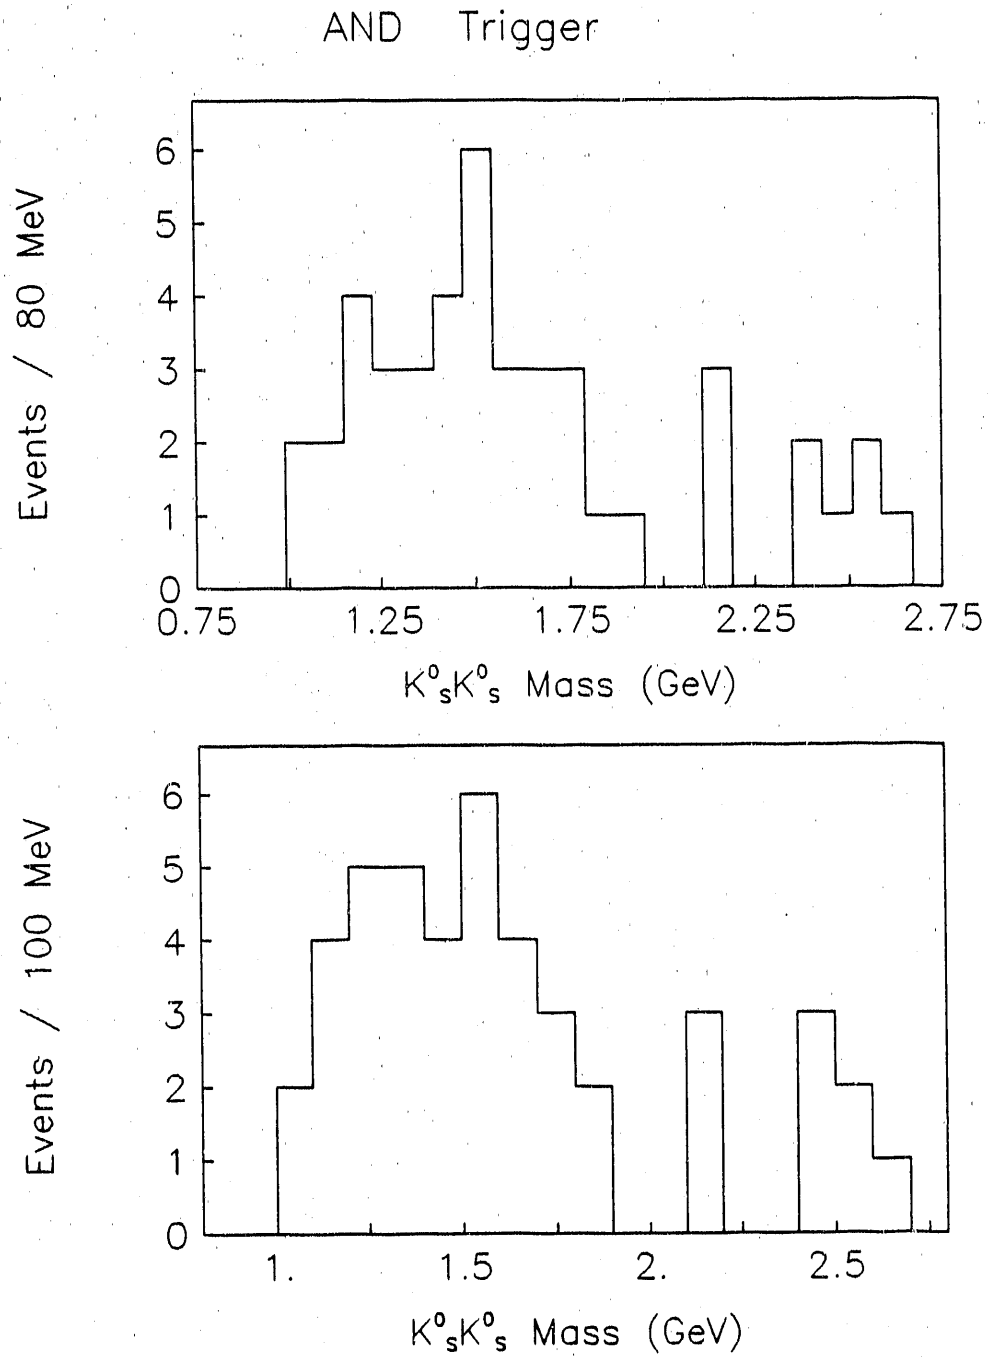 AND Trigger
Events / 80 MeV
6
5
4
3
2
1
0
0.75 1.25 1.75 2.25 2.75
K⁰ₛK⁰ₛ Mass (GeV)
Events / 100 MeV
6
5
4
3
2
1
0
1. 1.5 2. 2.5
K⁰ₛK⁰ₛ Mass (GeV)